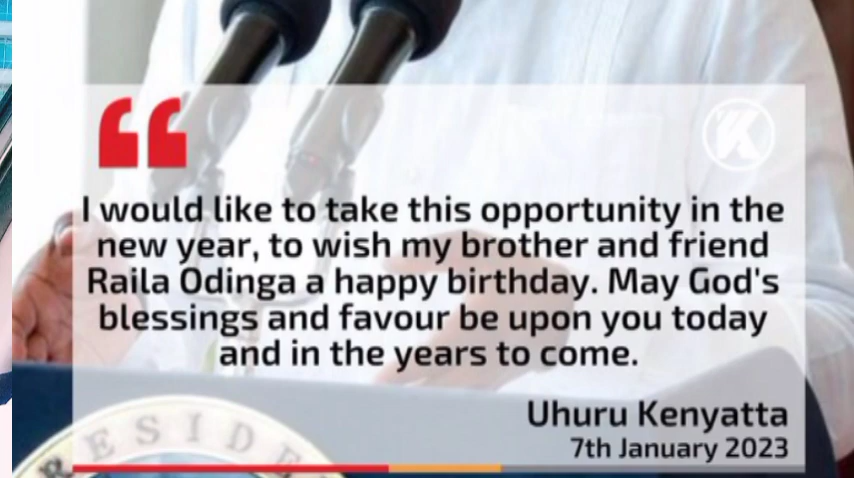 I would like to take this opportunity in the
new year, to wish my brother and friend
Raila Odinga a happy birthday. May God's
blessings and favour be upon you today
and in the years to come.
Uhuru Kenyatta
7th January 2023
K
RESIDE